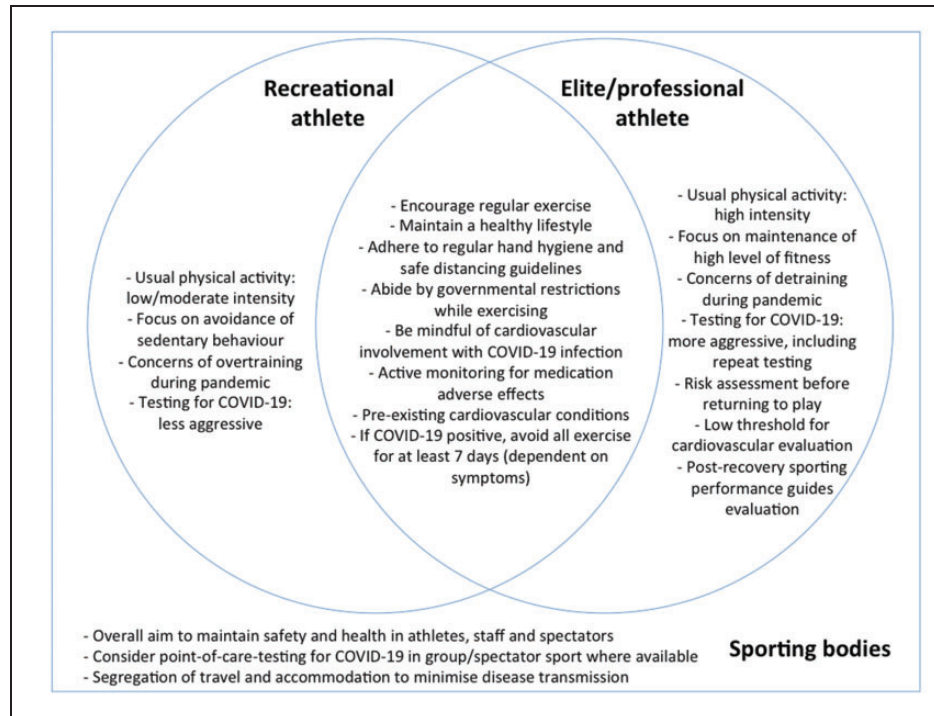 Recreational
athlete
- Usual physical activity:
low/moderate intensity
- Focus on avoidance of
sedentary behaviour
- Concerns of overtraining
during pandemic
- Testing for COVID-19:
less aggressive
- Encourage regular exercise
- Maintain a healthy lifestyle
- Adhere to regular hand hygiene and
safe distancing guidelines
- Abide by governmental restrictions
while exercising
- Be mindful of cardiovascular
involvement with COVID-19 infection
- Active monitoring for medication
adverse effects
- Pre-existing cardiovascular conditions
- If COVID-19 positive, avoid all exercise
for at least 7 days (dependent on
symptoms)
Elite/professional
athlete
- Usual physical activity:
high intensity
- Focus on maintenance of
high level of fitness
- Concerns of detraining
during pandemic
- Testing for COVID-19:
more aggressive, including
repeat testing
- Risk assessment before
returning to play
- Low threshold for
cardiovascular evaluation
- Post-recovery sporting
performance guides
evaluation
- Overall aim to maintain safety and health in athletes, staff and spectators
- Consider point-of-care-testing for COVID-19 in group/spectator sport where available
- Segregation of travel and accommodation to minimise disease transmission
Sporting bodies